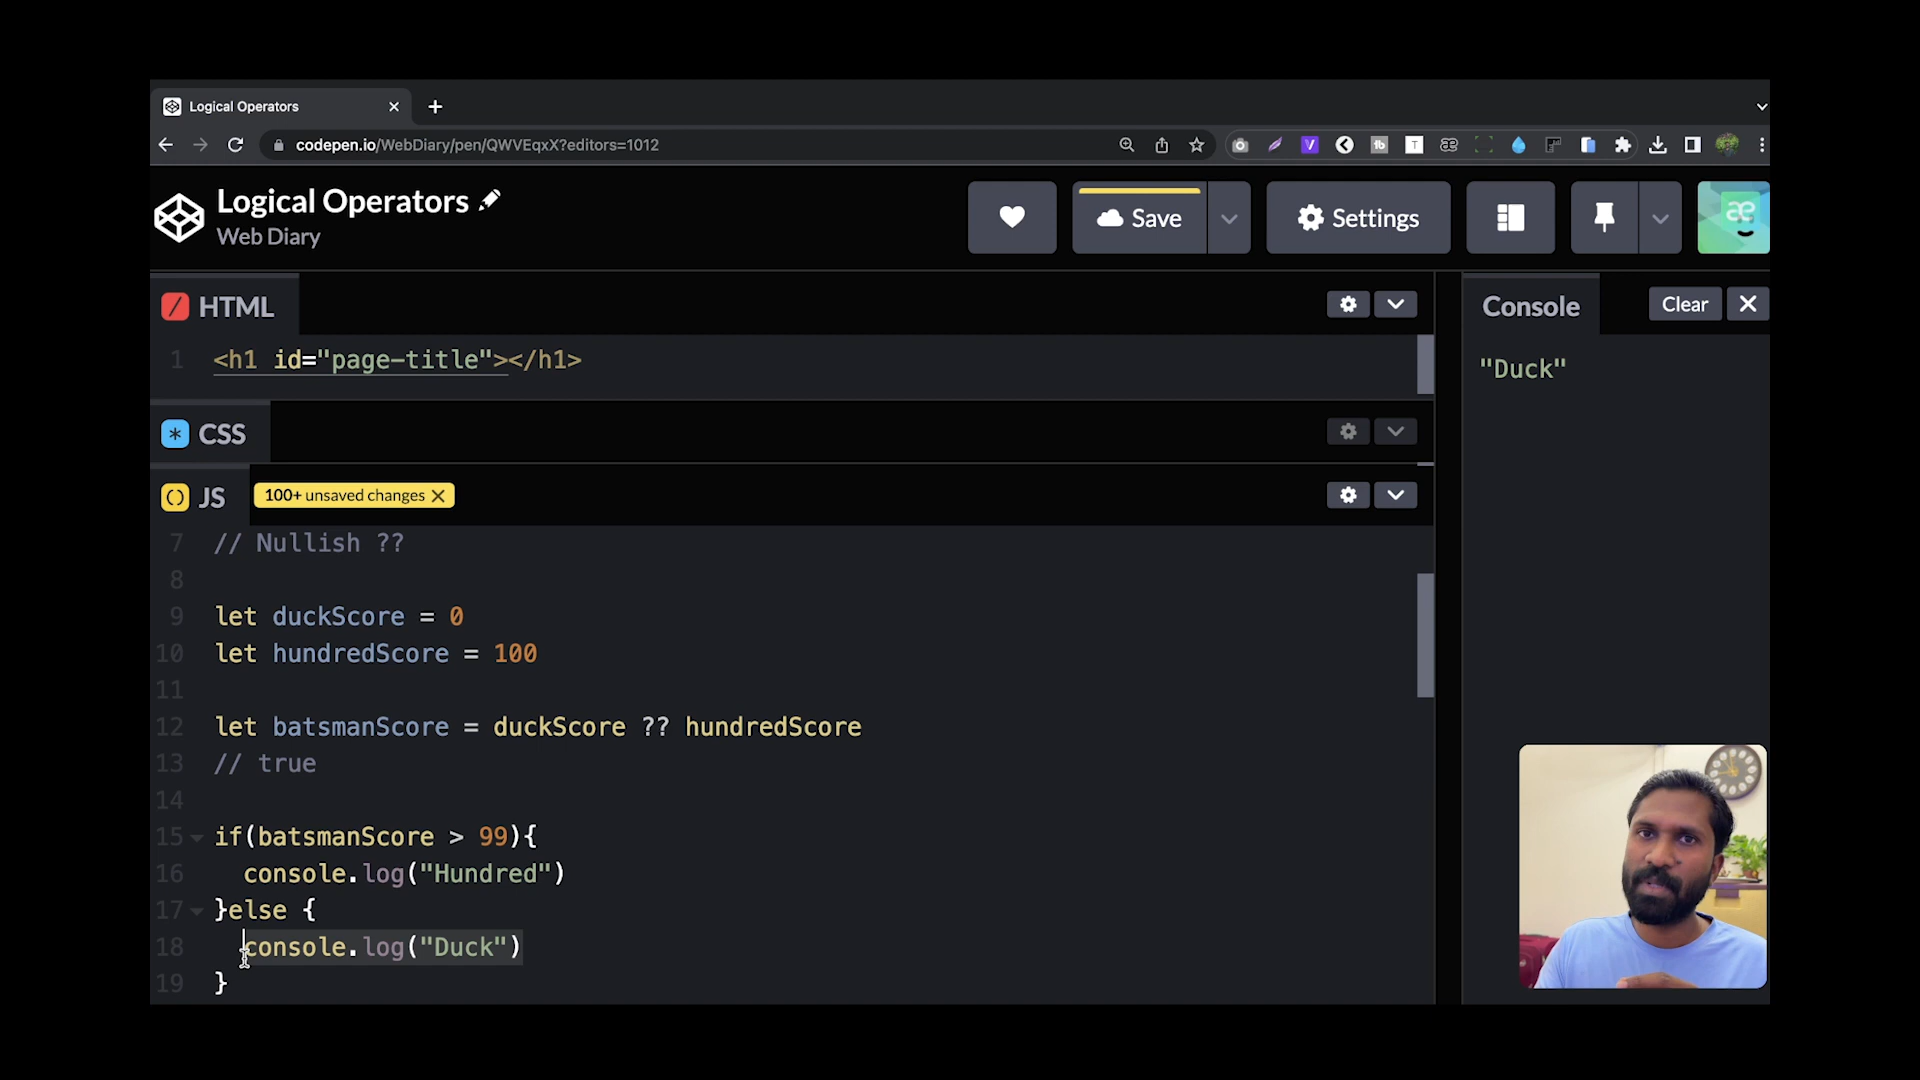 Logical Operators
codepen.io/WebDiary/pen/QWVEqxX?editors=1012
Logical Operators
Web Diary
Save
Settings
HTML
1 <h1 id="page-title"></h1>
CSS
JS
100+ unsaved changes
7 // Nullish ??
8
9 let duckScore = 0
10 let hundredScore = 100
11
12 let batsmanScore = duckScore ?? hundredScore
13 // true
14
15 if(batsmanScore > 99){
16 console.log("Hundred")
17 }else {
18 console.log("Duck")
19 }
Console
Clear
"Duck"